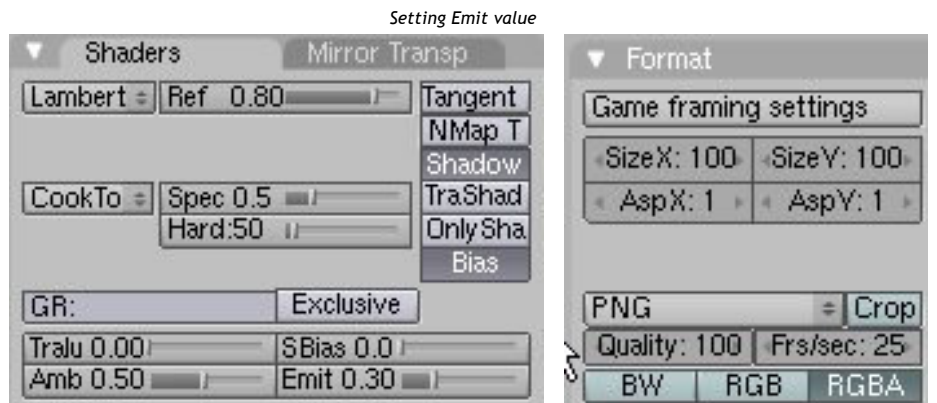 Setting Emit value
Shaders
Mirror Transp
Lambert
Ref 0.80
Tangent
NMap T
Shadow
CookTo
Spec 0.5
TraShad
Hard:50
OnlySha
Bias
GR:
Exclusive
Tralu 0.00
SBias 0.0
Amb 0.50
Emit 0.30
Format
Game framing settings
SizeX: 100
SizeY: 100
AspX: 1
AspY: 1
PNG
Crop
Quality: 100
Frs/sec: 25
BW
RGB
RGBA